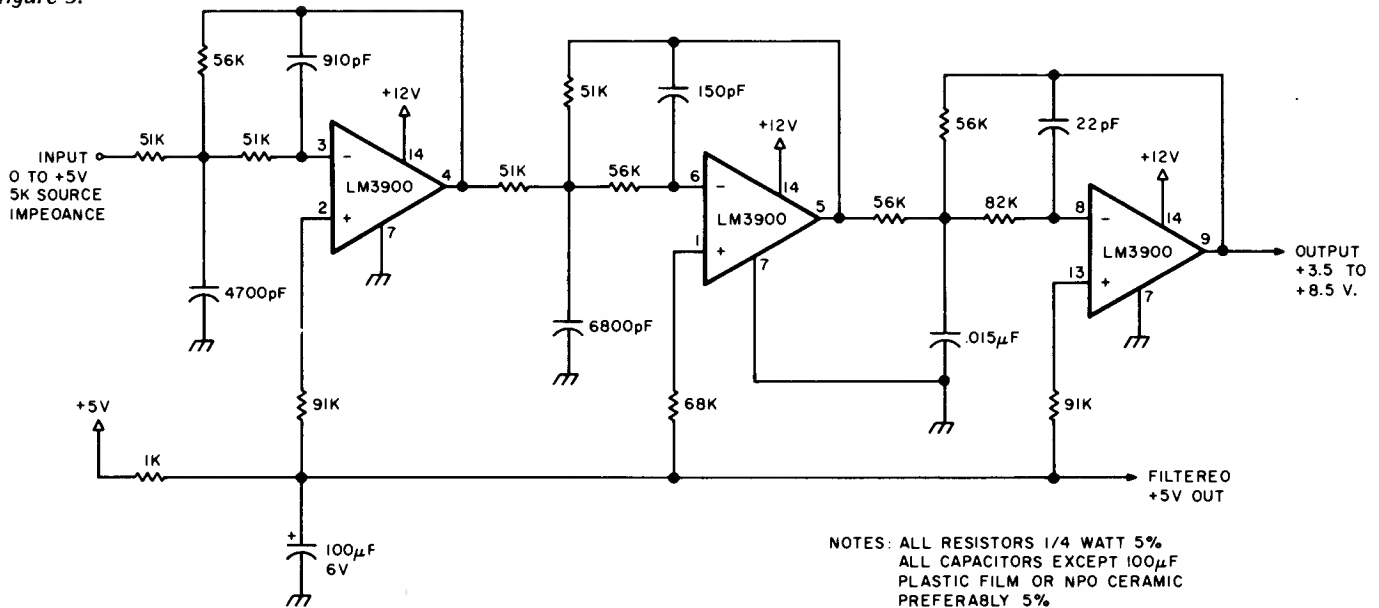 figure 5.
56K
910pF
+12V
51K
51K
3
-
14
LM3900
4
2
+
7
INPUT
0 TO +5V
5K SOURCE
IMPEOANCE
4700pF
91K
+5V
1K
+
100µF
6V
51K
150pF
+12V
51K
56K
6
-
14
LM3900
5
1
+
7
6800pF
68K
56K
22pF
+12V
56K
82K
8
-
14
LM3900
9
13
+
7
.015µF
91K
OUTPUT
+3.5 TO
+8.5 V.
FILTEREO
+5V OUT
NOTES: ALL RESISTORS 1/4 WATT 5%
ALL CAPACITORS EXCEPT 100µF
PLASTIC FILM OR NPO CERAMIC
PREFERABLY 5%